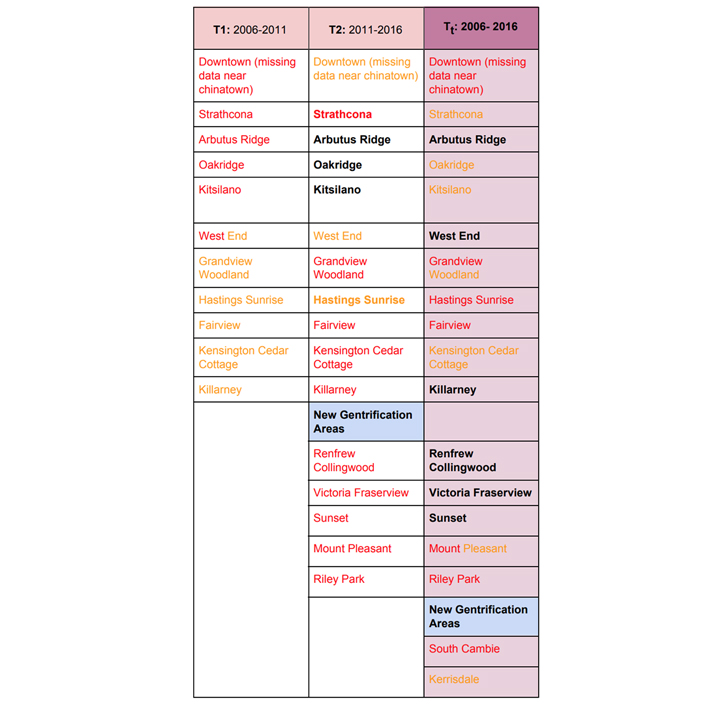 T1: 2006-2011 T2: 2011-2016 Tt: 2006- 2016
Downtown (missing
data near
chinatown)
Downtown (missing
data near chinatown)
Downtown (missing
data near
chinatown)
Strathcona Strathcona Strathcona
Arbutus Ridge Arbutus Ridge Arbutus Ridge
Oakridge Oakridge Oakridge
Kitsilano Kitsilano Kitsilano
West End West End West End
Grandview
Woodland
Grandview
Woodland
Grandview
Woodland
Hastings Sunrise Hastings Sunrise Hastings Sunrise
Fairview Fairview Fairview
Kensington Cedar
Cottage
Kensington Cedar
Cottage
Kensington Cedar
Cottage
Killarney Killarney Killarney
New Gentrification
Areas
Renfrew
Collingwood
Renfrew
Collingwood
Victoria Fraserview Victoria Fraserview
Sunset Sunset
Mount Pleasant Mount Pleasant
Riley Park Riley Park
New Gentrification
Areas
South Cambie
Kerrisdale